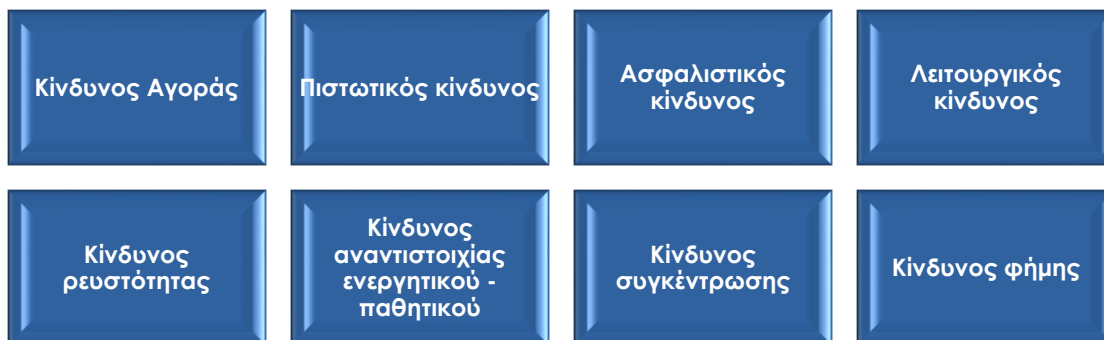 Κίνδυνος Αγοράς
Πιστωτικός κίνδυνος
Ασφαλιστικός
κίνδυνος
Λειτουργικός
κίνδυνος
Κίνδυνος
ρευστότητας
Κίνδυνος
αναντιστοιχίας
ενεργητικού -
παθητικού
Κίνδυνος
συγκέντρωσης
Κίνδυνος φήμης